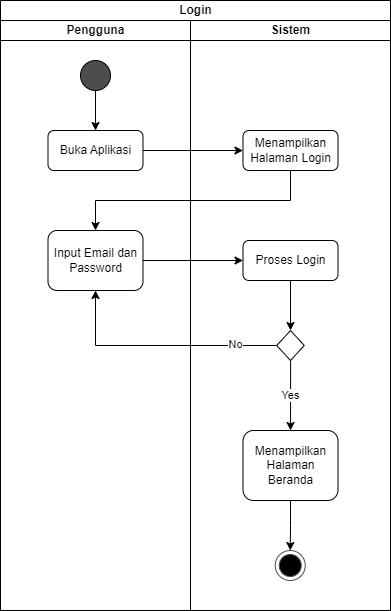 Login
Pengguna
Sistem
Buka Aplikasi
Menampilkan
Halaman Login
Input Email dan
Password
Proses Login
No
Yes
Menampilkan
Halaman
Beranda